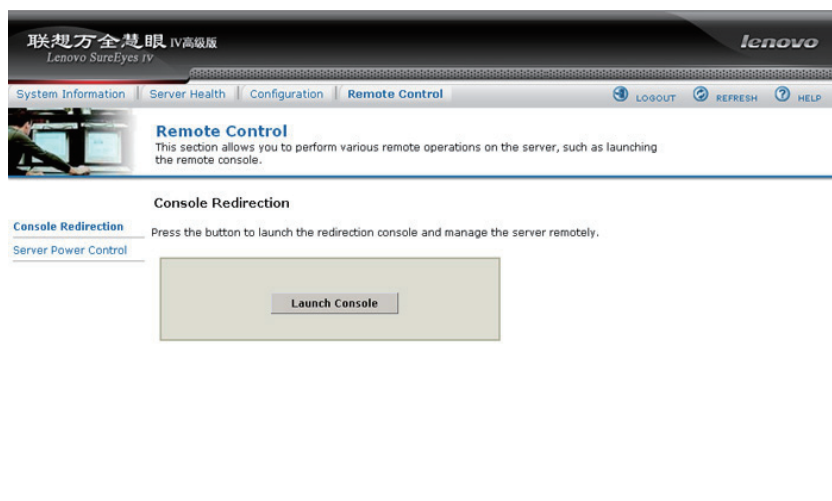 联想万全慧眼 IV高级版
Lenovo SureEyes IV
lenovo
System Information
Server Health
Configuration
Remote Control
LOGOUT
REFRESH
HELP
Remote Control
This section allows you to perform various remote operations on the server, such as launching
the remote console.
Console Redirection
Server Power Control
Console Redirection
Press the button to launch the redirection console and manage the server remotely.
Launch Console